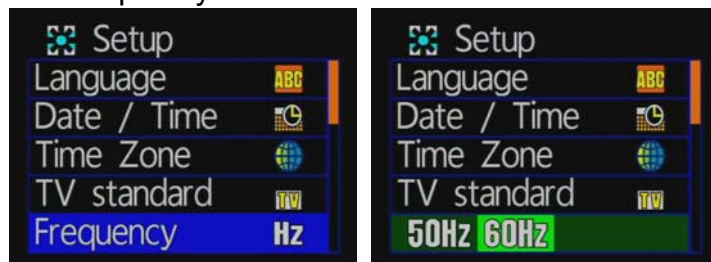 Setup
Language ABC
Date / Time
Time Zone
TV standard TV
Frequency Hz
Setup
Language ABC
Date / Time
Time Zone
TV standard TV
50Hz 60Hz